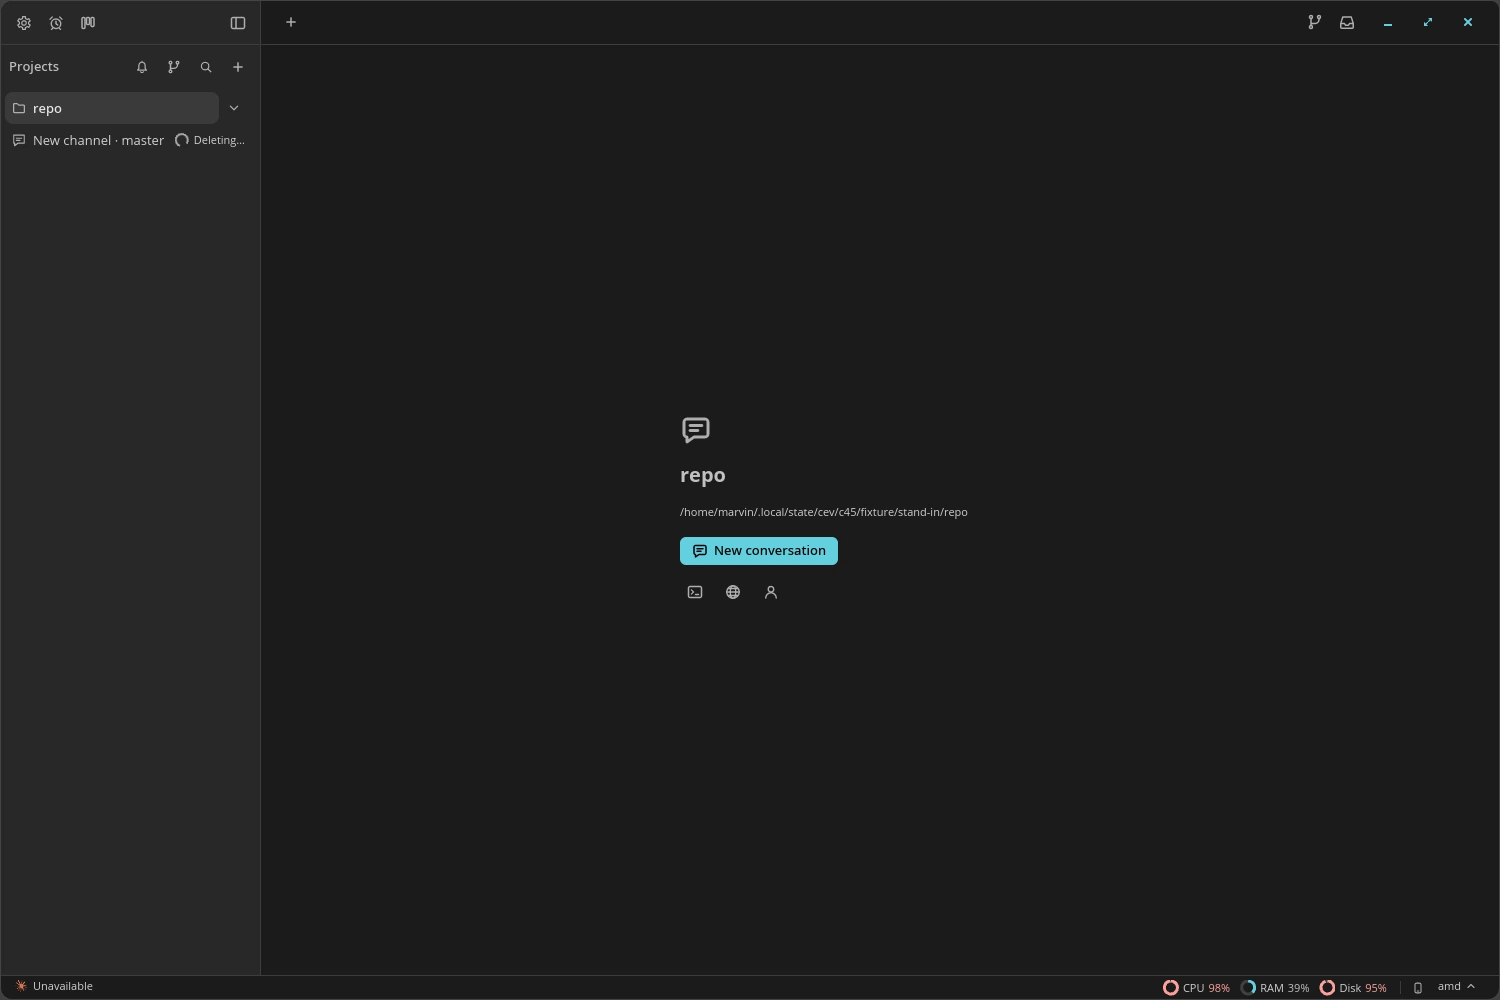 Projects
repo
New channel · master Deleting...
repo
/home/marvin/.local/state/cev/c45/fixture/stand-in/repo
New conversation
Unavailable
CPU 98% RAM 39% Disk 95% amd